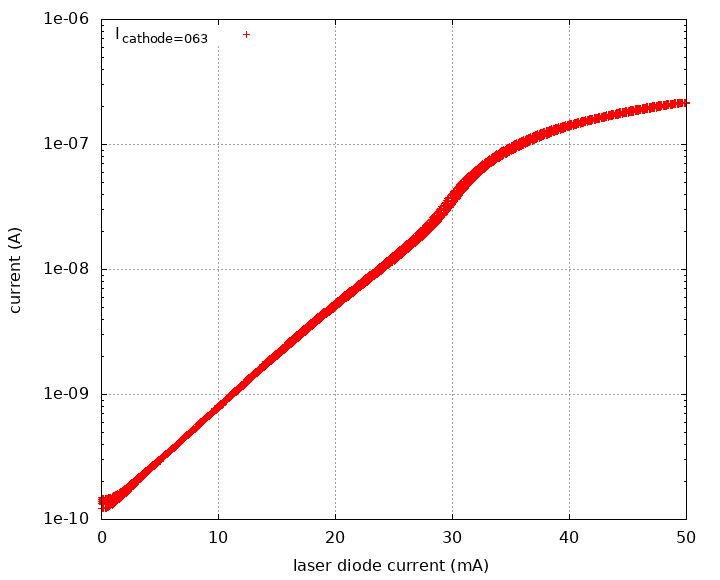 1e-06
I cathode=063
1e-07
1e-08
1e-09
1e-10
current (A)
0 10 20 30 40 50
laser diode current (mA)